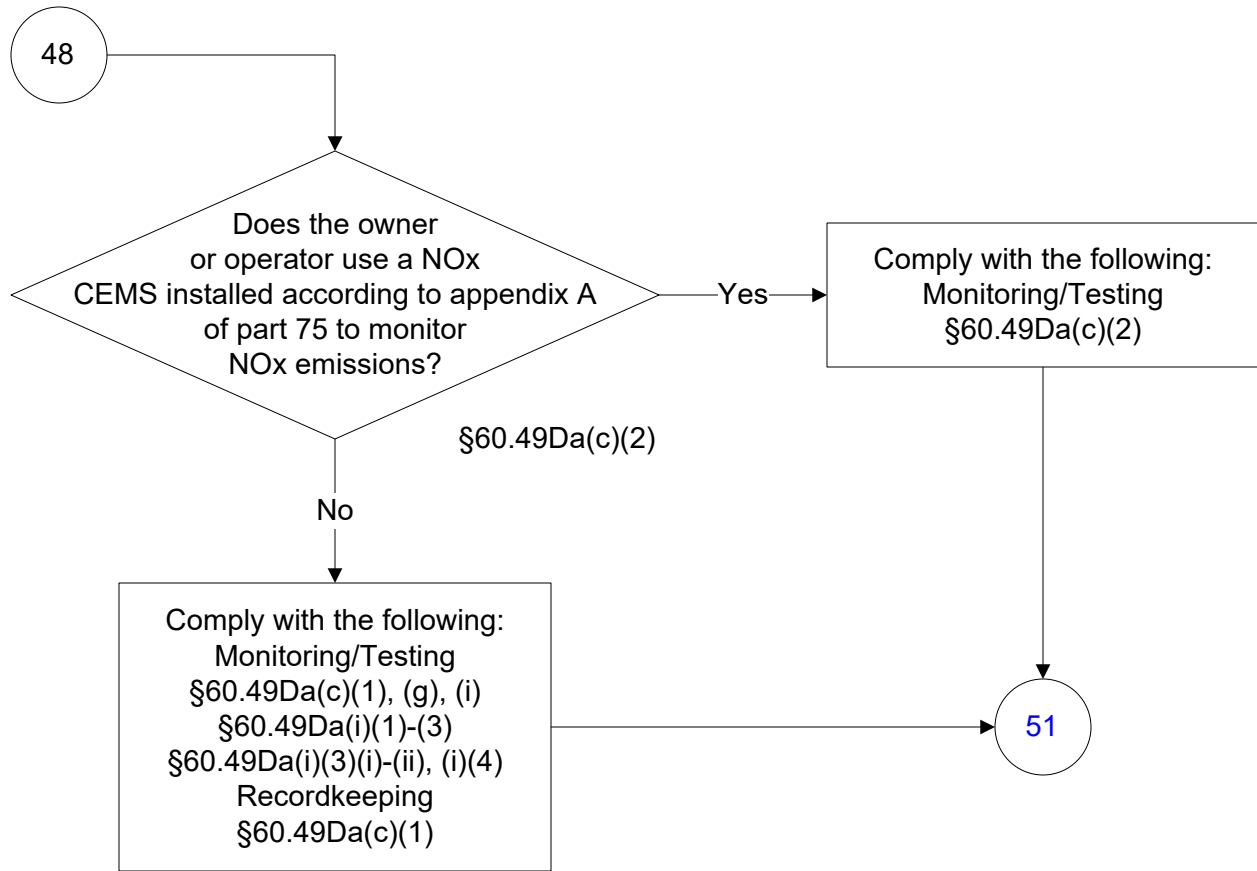 48
Does the owner
or operator use a NOx
CEMS installed according to appendix A
of part 75 to monitor
NOx emissions?
Yes
Comply with the following:
Monitoring/Testing
§60.49Da(c)(2)
§60.49Da(c)(2)
No
Comply with the following:
Monitoring/Testing
§60.49Da(c)(1), (g), (i)
§60.49Da(i)(1)-(3)
§60.49Da(i)(3)(i)-(ii), (i)(4)
Recordkeeping
§60.49Da(c)(1)
51